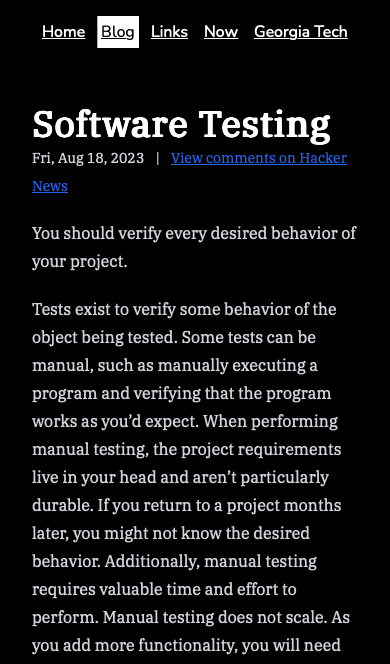 Home Blog Links Now Georgia Tech
Software Testing
Fri, Aug 18, 2023 | View comments on Hacker
News
You should verify every desired behavior of
your project.
Tests exist to verify some behavior of the
object being tested. Some tests can be
manual, such as manually executing a
program and verifying that the program
works as you’d expect. When performing
manual testing, the project requirements
live in your head and aren’t particularly
durable. If you return to a project months
later, you might not know the desired
behavior. Additionally, manual testing
requires valuable time and effort to
perform. Manual testing does not scale. As
you add more functionality, you will need